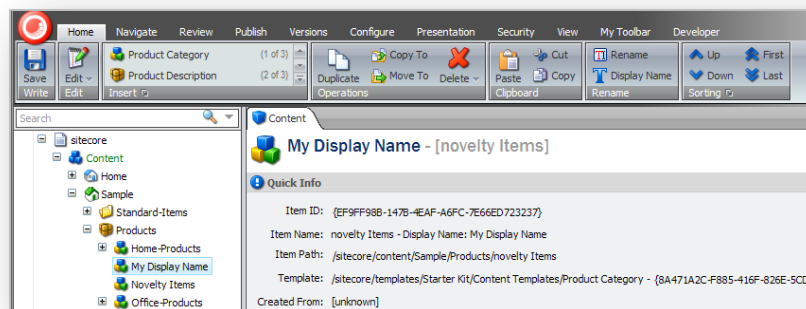 Home Navigate Review Publish Versions Configure Presentation Security View My Toolbar Developer
Product Category (1 of 3) Copy To Cut Rename Up First
Product Description (2 of 3) Move To Copy Display Name Down Last
Save Edit Duplicate Delete Paste
Write Edit Insert Operations Clipboard Rename Sorting
Search
Content
sitecore
Content
Home
Sample
Standard-Items
Products
Home-Products
My Display Name
Novelty Items
Office-Products
My Display Name - [novelty Items]
Quick Info
Item ID: {EF9FF98B-147B-4EAF-A6FC-7E66ED723237}
Item Name: novelty Items - Display Name: My Display Name
Item Path: /sitecore/content/Sample/Products/novelty Items
Template: /sitecore/templates/Starter Kit/Content Templates/Product Category - {8A471A2C-F885-416F-826E-5CD
Created From: [unknown]